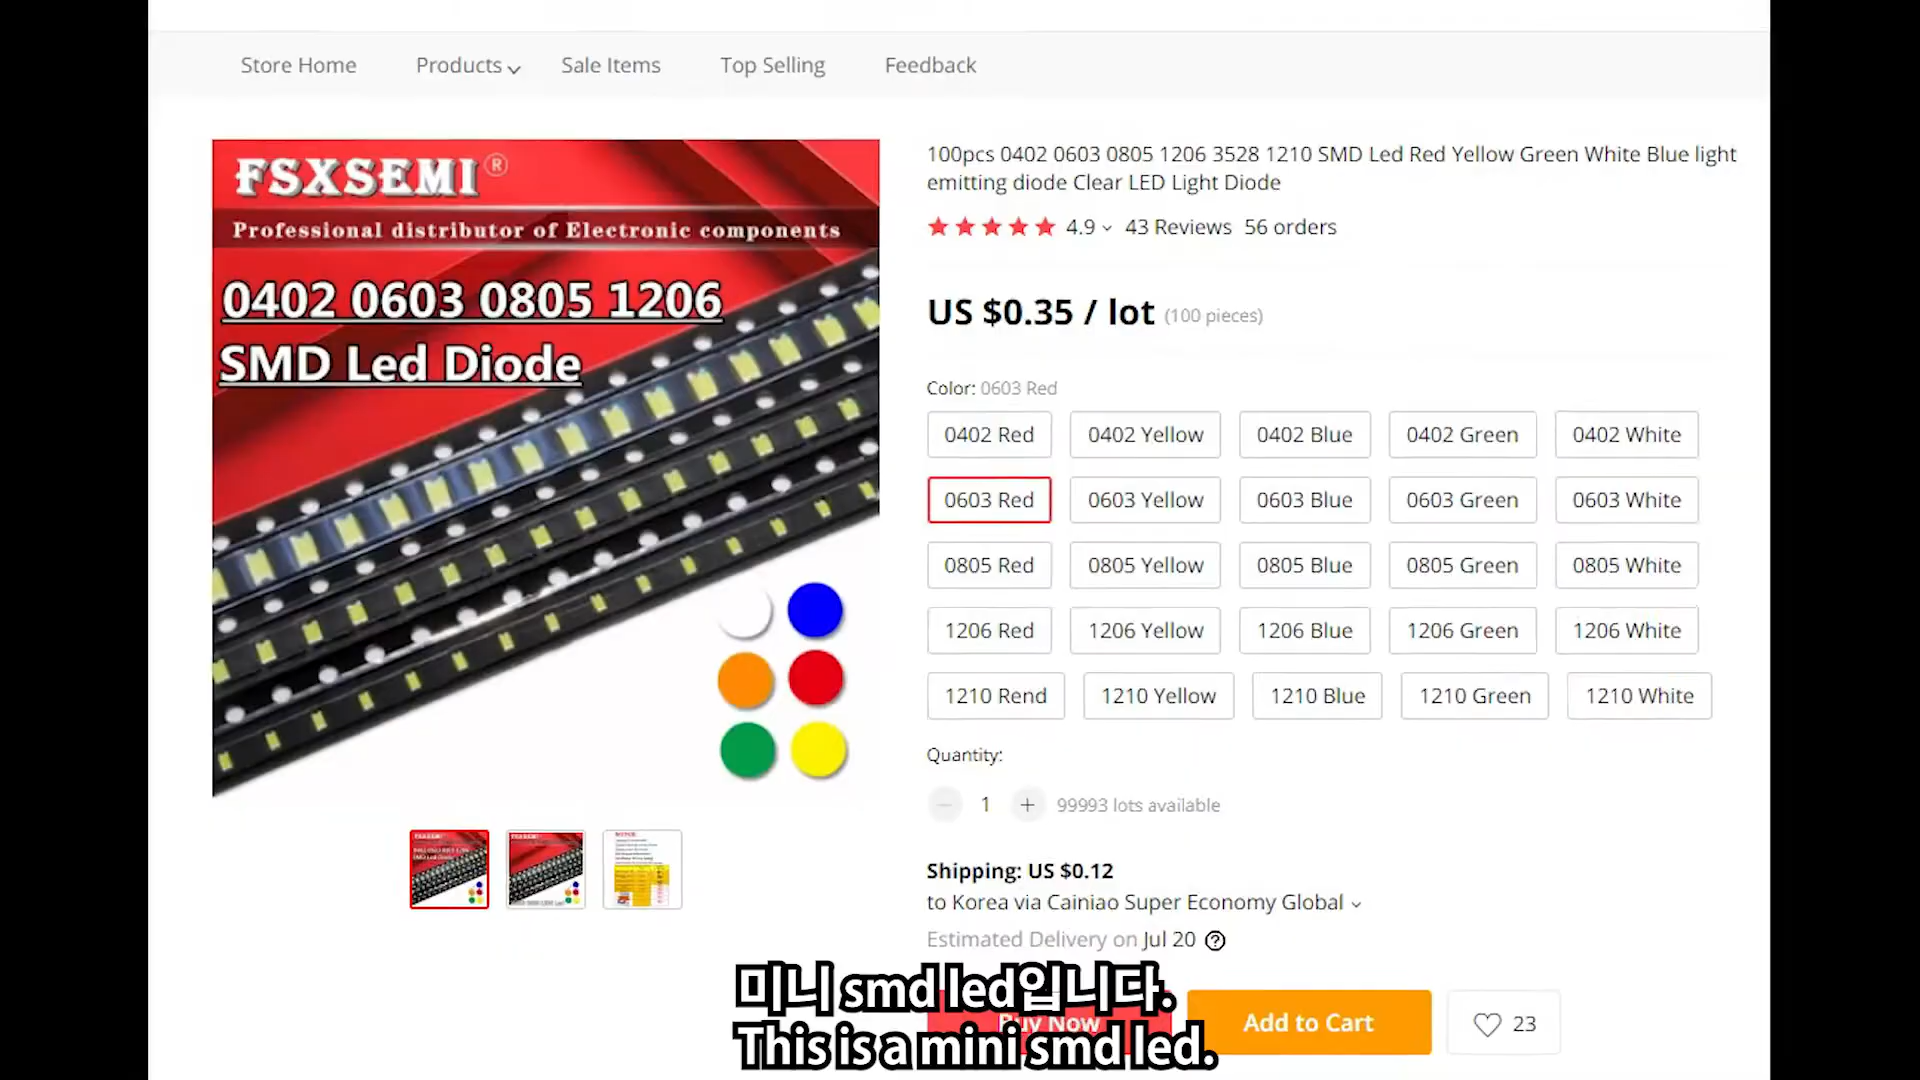 Store Home Products Sale Items Top Selling Feedback
FSXSEMI®
Professional distributor of Electronic components
0402 0603 0805 1206
SMD Led Diode
100pcs 0402 0603 0805 1206 3528 1210 SMD Led Red Yellow Green White Blue light
emitting diode Clear LED Light Diode
4.9 43 Reviews 56 orders
US $0.35 / lot (100 pieces)
Color: 0603 Red
0402 Red 0402 Yellow 0402 Blue 0402 Green 0402 White
0603 Red 0603 Yellow 0603 Blue 0603 Green 0603 White
0805 Red 0805 Yellow 0805 Blue 0805 Green 0805 White
1206 Red 1206 Yellow 1206 Blue 1206 Green 1206 White
1210 Rend 1210 Yellow 1210 Blue 1210 Green 1210 White
Quantity:
1 + 99993 lots available
Shipping: US $0.12
to Korea via Cainiao Super Economy Global
Estimated Delivery on Jul 20
Buy Now Add to Cart 23
미니 smd led입니다.
This is a mini smd led.